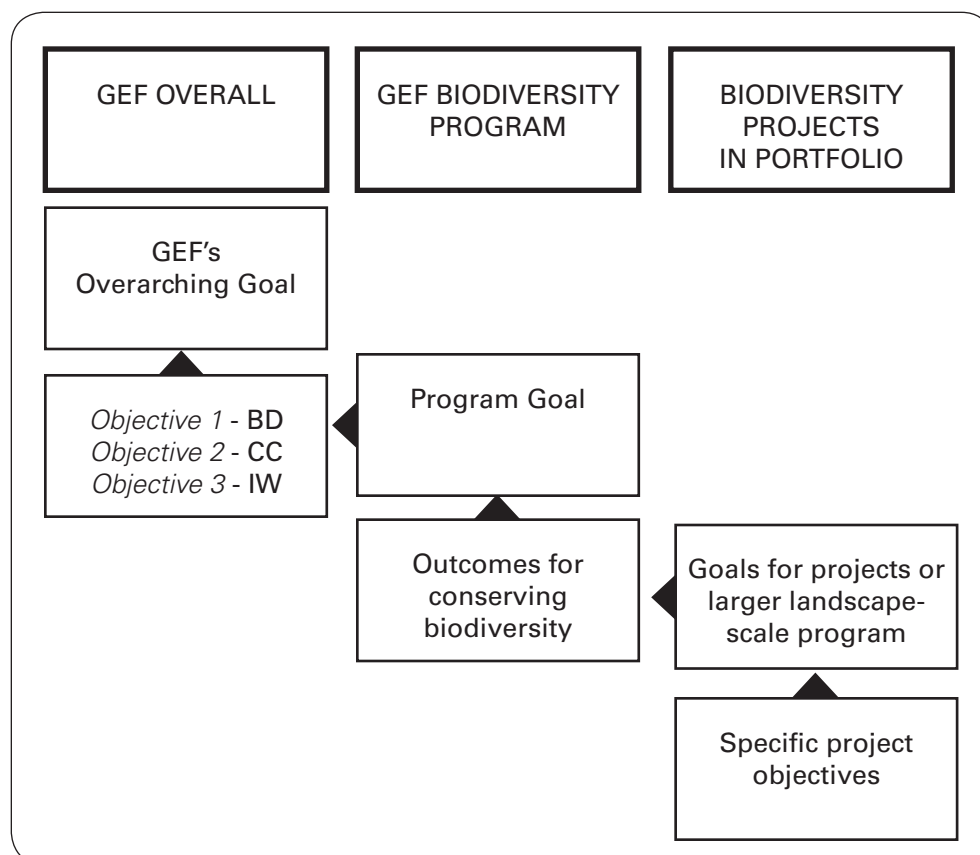 GEF OVERALL
GEF BIODIVERSITY
PROGRAM
BIODIVERSITY
PROJECTS
IN PORTFOLIO
GEF's
Overarching Goal
Objective 1 - BD
Objective 2 - CC
Objective 3 - IW
Program Goal
Outcomes for
conserving
biodiversity
Goals for projects or
larger landscape-
scale program
Specific project
objectives